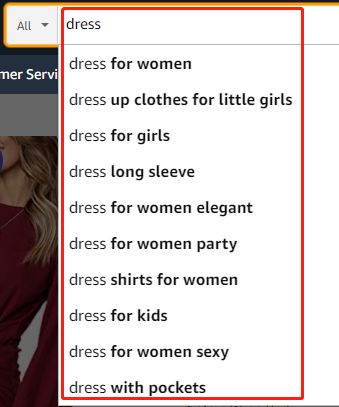 All dress
mer Servi
dress for women
dress up clothes for little girls
dress for girls
dress long sleeve
dress for women elegant
dress for women party
dress shirts for women
dress for kids
dress for women sexy
dress with pockets